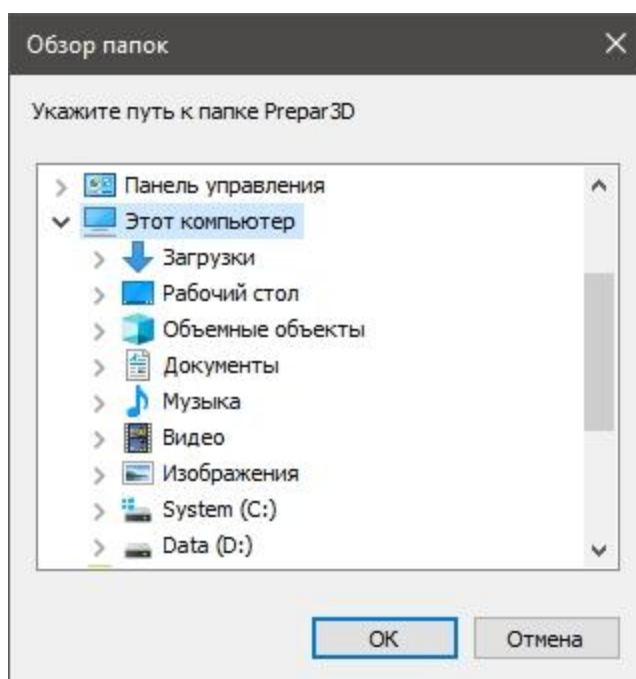 Обзор папок
Укажите путь к папке Prepar3D
Панель управления
Этот компьютер
Загрузки
Рабочий стол
Объемные объекты
Документы
Музыка
Видео
Изображения
System (C:)
Data (D:)
ОК
Отмена